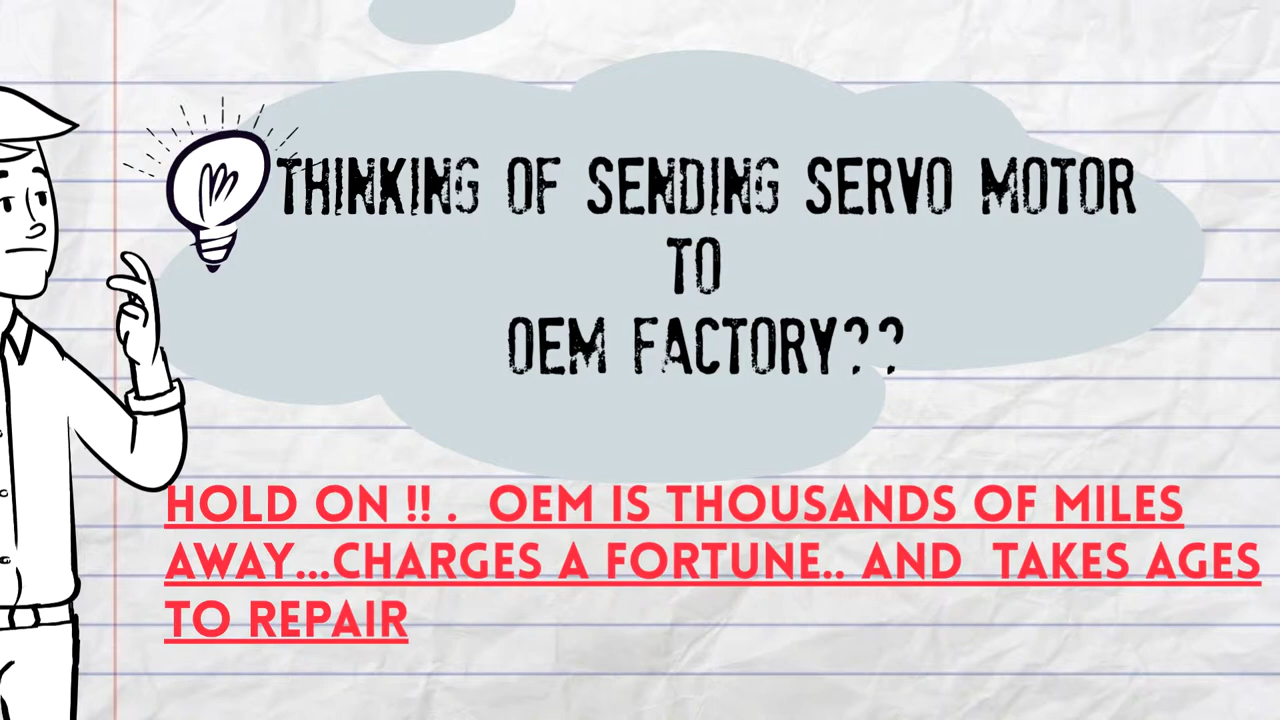 THINKING OF SENDING SERVO MOTOR
TO
OEM FACTORY??
HOLD ON !! . OEM IS THOUSANDS OF MILES
AWAY...CHARGES A FORTUNE.. AND TAKES AGES
TO REPAIR